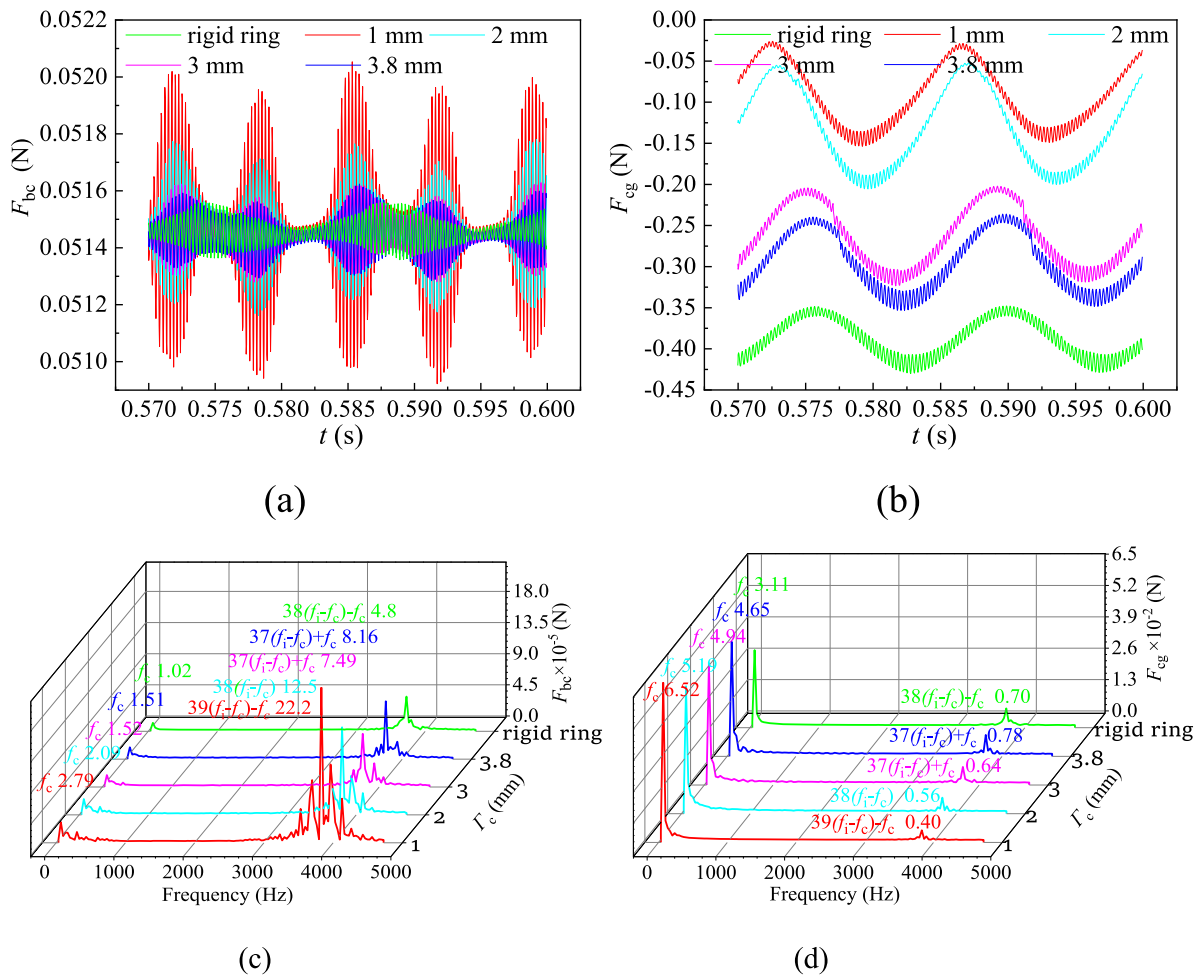 0.0522
0.0520
0.0518
0.0516
0.0514
0.0512
0.0510
F_bc (N)
rigid ring 1 mm 2 mm
3 mm 3.8 mm
0.570 0.575 0.580 0.585 0.590 0.595 0.600
t (s)
(a)
0.00
-0.05
-0.10
-0.15
-0.20
-0.25
-0.30
-0.35
-0.40
-0.45
F_cg (N)
rigid ring 1 mm 2 mm
3 mm 3.8 mm
0.570 0.575 0.580 0.585 0.590 0.595 0.600
t (s)
(b)
18.0
13.5
9.0
4.5
0.0
F_bc×10^-5 (N)
38(f_i-f_c)-f_c 4.8
37(f_i-f_c)+f_c 8.16
37(f_i-f_c)+f_c 7.49
38(f_i-f_c) 12.5
39(f_i-f_c)-f_c 22.2
f_c 1.02
f_c 1.51
f_c 1.52
f_c 2.09
f_c 2.79
rigid ring
3.8
3
2
1
T_c (mm)
0 1000 2000 3000 4000 5000
Frequency (Hz)
(c)
6.5
5.2
3.9
2.6
1.3
0.0
F_cg×10^-2 (N)
f_c 3.11
f_c 4.65
f_c 4.94
f_c 5.19
f_c 6.52
38(f_i-f_c)-f_c 0.70
37(f_i-f_c)+f_c 0.78
37(f_i-f_c)+f_c 0.64
38(f_i-f_c) 0.56
39(f_i-f_c)-f_c 0.40
rigid ring
3.8
3
2
1
T_c (mm)
0 1000 2000 3000 4000 5000
Frequency (Hz)
(d)